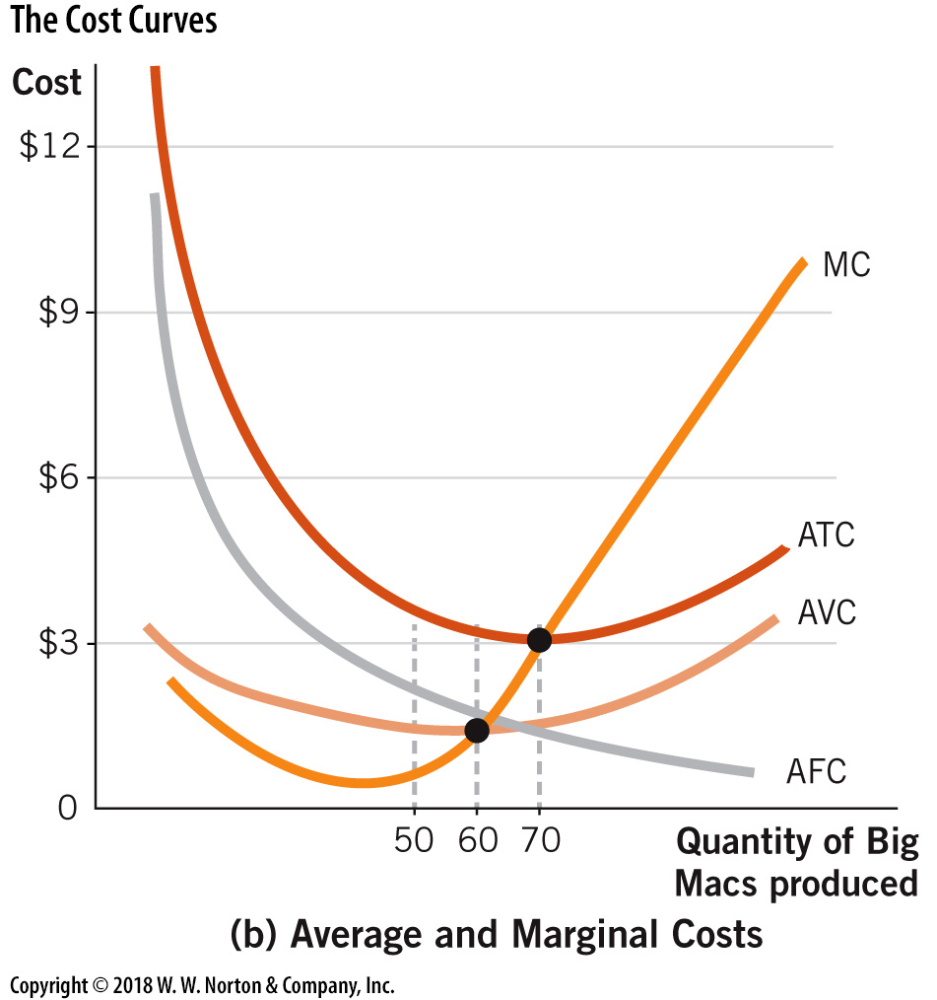 The Cost Curves
Cost
$12
$9
$6
$3
0
MC
ATC
AVC
AFC
50 60 70
Quantity of Big
Macs produced
(b) Average and Marginal Costs
Copyright © 2018 W. W. Norton & Company, Inc.